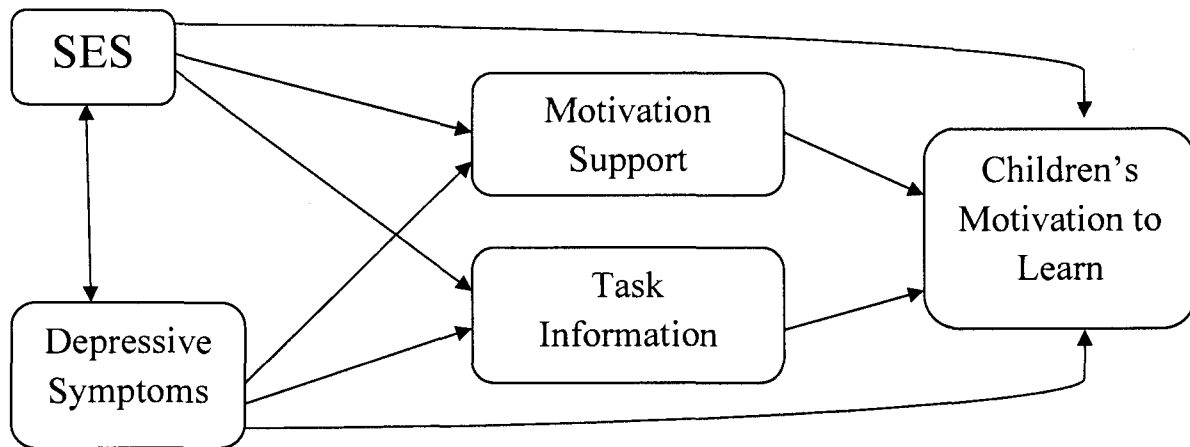 SES
Motivation
Support
Children’s
Motivation to
Learn
Task
Information
Depressive
Symptoms